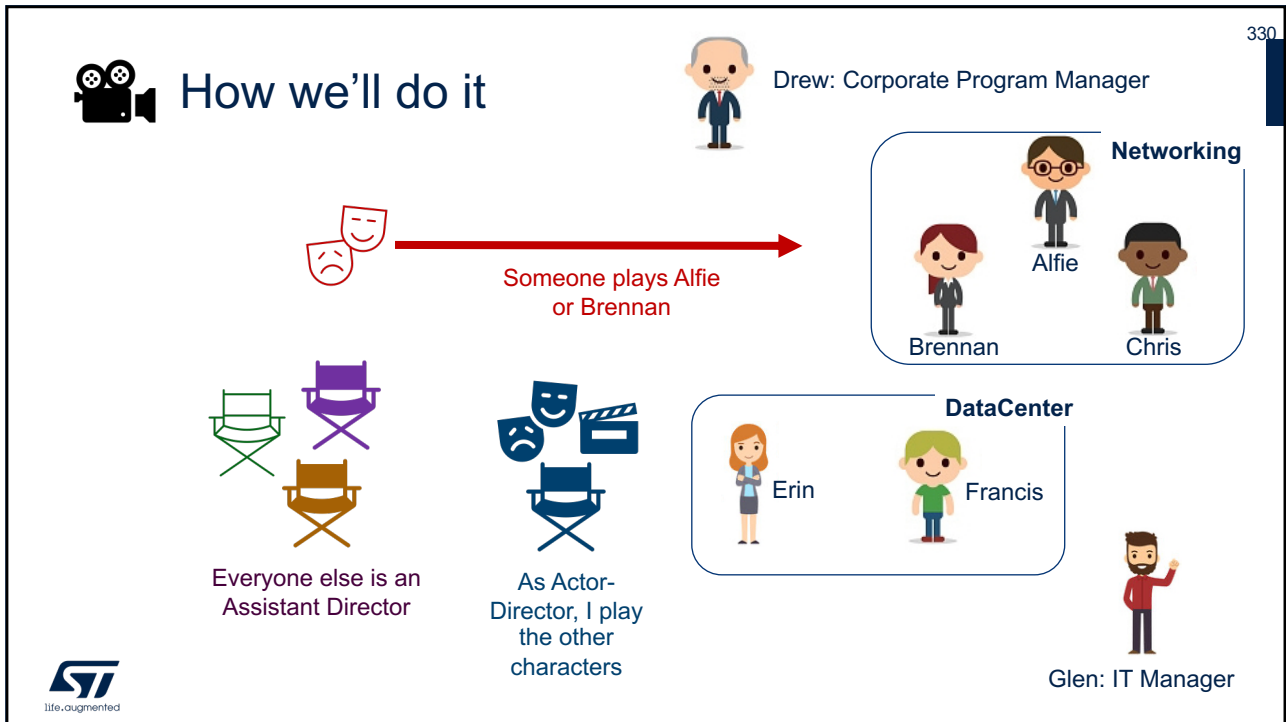 330
How we'll do it
Drew: Corporate Program Manager
Networking
Alfie
Someone plays Alfie
or Brennan
Brennan
Chris
DataCenter
Erin
Francis
Everyone else is an
Assistant Director
As Actor-
Director, I play
the other
characters
Glen: IT Manager
ST
life.augmented